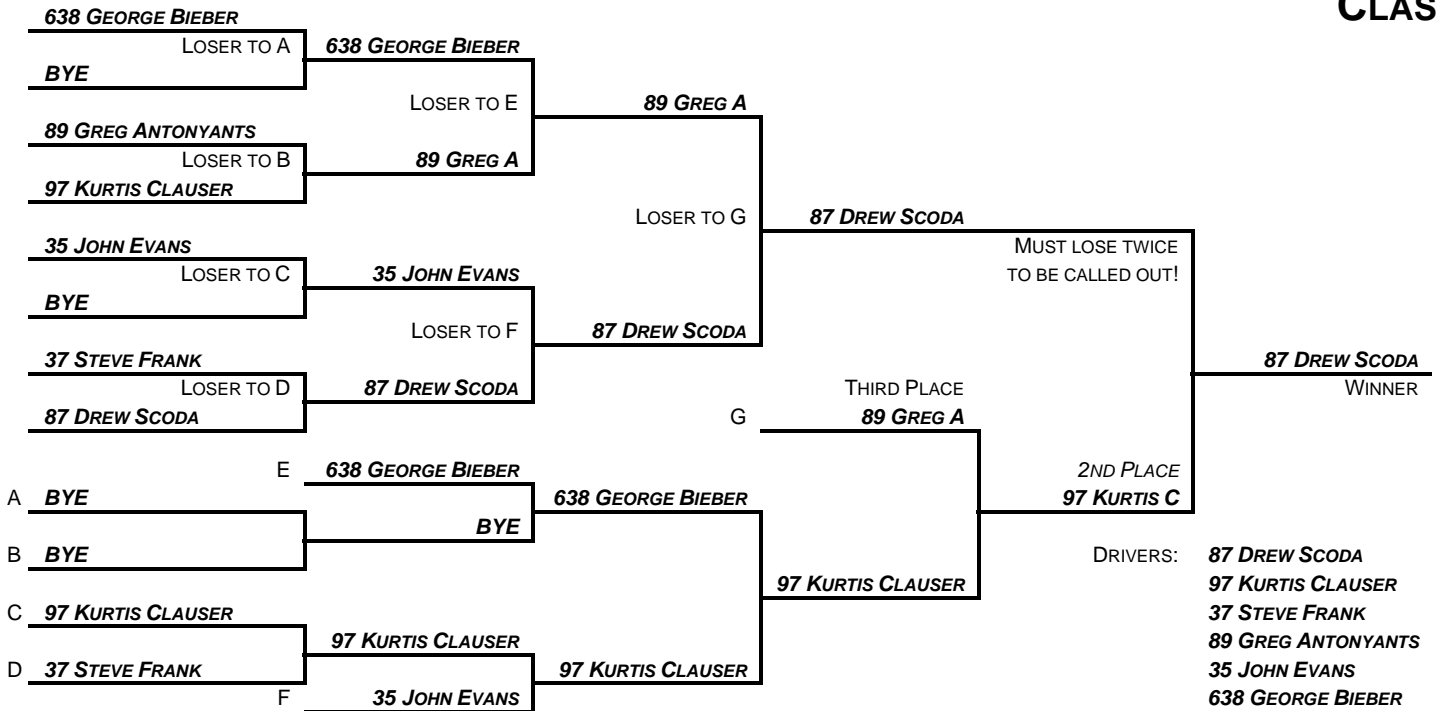 CLAS
638 GEORGE BIEBER
LOSER TO A
638 GEORGE BIEBER
BYE
LOSER TO E
89 GREG A
89 GREG ANTONYANTS
LOSER TO B
89 GREG A
97 KURTIS CLAUSER
LOSER TO G
87 DREW SCODA
35 JOHN EVANS
MUST LOSE TWICE
LOSER TO C
35 JOHN EVANS
TO BE CALLED OUT!
BYE
LOSER TO F
87 DREW SCODA
37 STEVE FRANK
87 DREW SCODA
LOSER TO D
87 DREW SCODA
THIRD PLACE
WINNER
87 DREW SCODA
G
89 GREG A
E
638 GEORGE BIEBER
2ND PLACE
A BYE
638 GEORGE BIEBER
97 KURTIS C
BYE
B BYE
DRIVERS: 87 DREW SCODA
97 KURTIS CLAUSER
97 KURTIS CLAUSER
C 97 KURTIS CLAUSER
37 STEVE FRANK
97 KURTIS CLAUSER
89 GREG ANTONYANTS
D 37 STEVE FRANK
97 KURTIS CLAUSER
35 JOHN EVANS
F
35 JOHN EVANS
638 GEORGE BIEBER